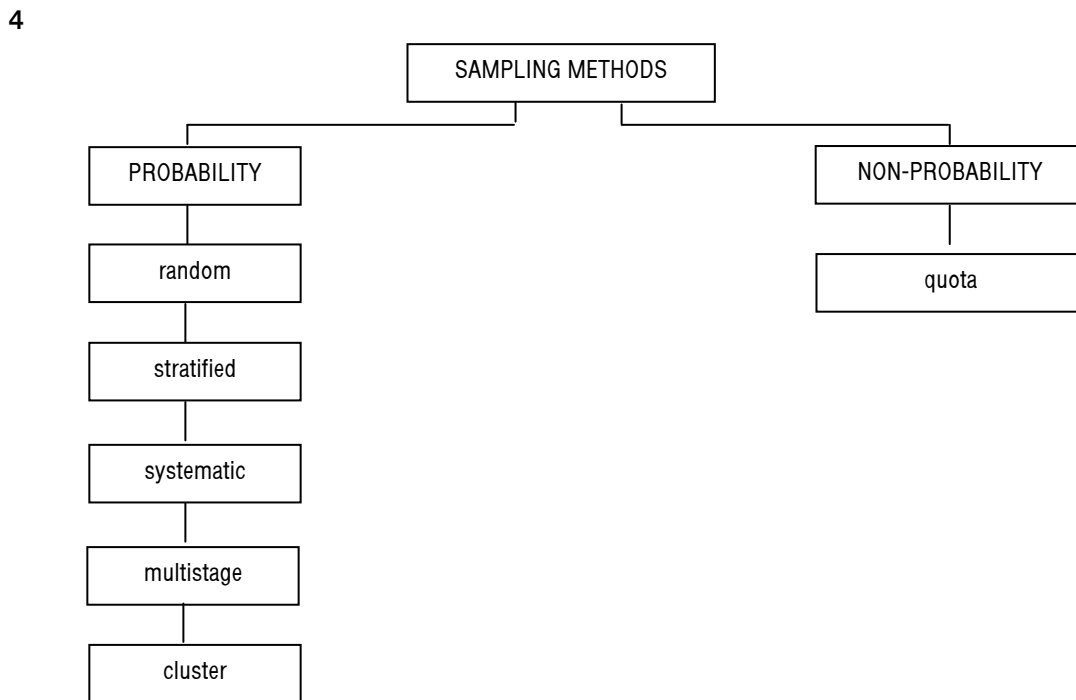 4
SAMPLING METHODS
PROBABILITY
NON-PROBABILITY
random
quota
stratified
systematic
multistage
cluster